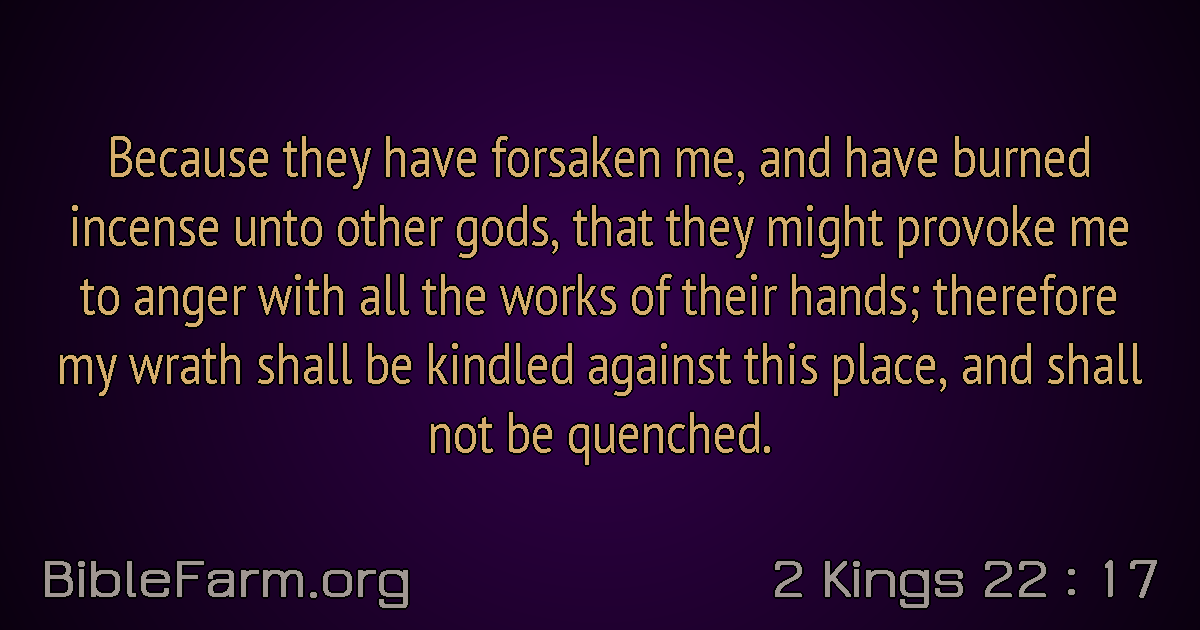 Because they have forsaken me, and have burned
incense unto other gods, that they might provoke me
to anger with all the works of their hands; therefore
my wrath shall be kindled against this place, and shall
not be quenched.
BibleFarm.org
2 Kings 22 : 17